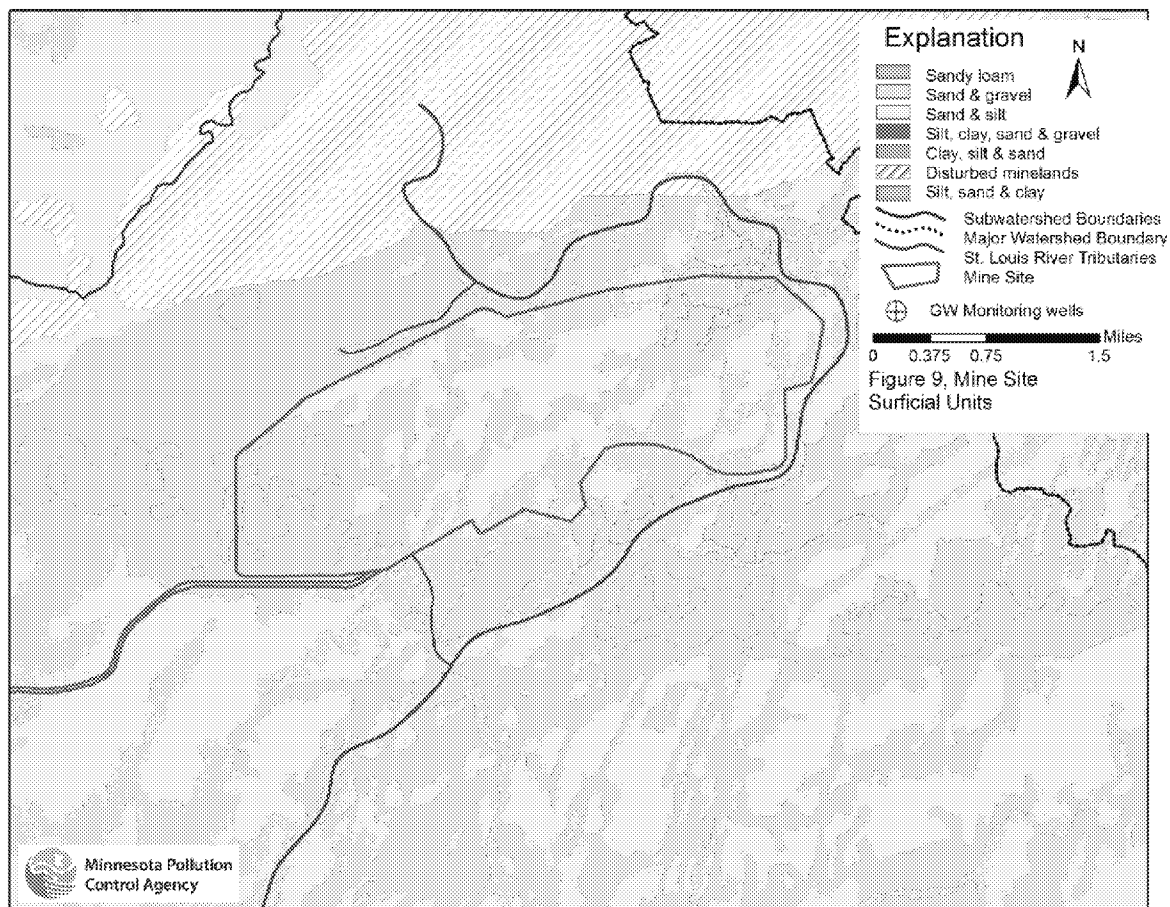 Explanation
N
Sandy loam
Sand & gravel
Sand & silt
Silt, clay, sand & gravel
Clay, silt & sand
Disturbed minelands
Silt, sand & clay
Subwatershed Boundaries
Major Watershed Boundary
St. Louis River Tributaries
Mine Site
GW Monitoring wells
Miles
0 0.375 0.75 1.5
Figure 9, Mine Site
Surficial Units
Minnesota Pollution
Control Agency